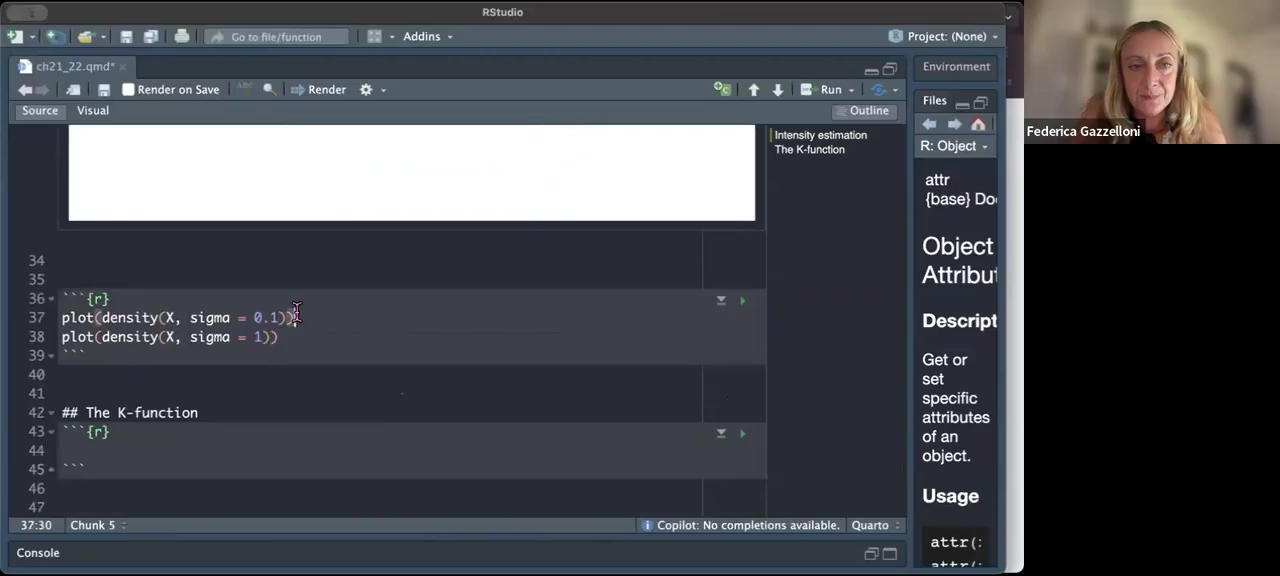 RStudio
Go to file/function
Addins
Project: (None)
ch21_22.qmd*
Render on Save
ABC
Render
Run
Source
Visual
Outline
Intensity estimation
The K-function
34
35
36 ```{r}
37 plot(density(X, sigma = 0.1))
38 plot(density(X, sigma = 1))
39 ```
40
41
42 ## The K-function
43 ```{r}
44
45 ```
46
47
37:30
Chunk 5
Copilot: No completions available.
Quarto
Console
Environment
Files
R: Object
attr
{base} Do
Object
Attribut
Descript
Get or
set
specific
attributes
of an
object.
Usage
attr(:
Federica Gazzelloni